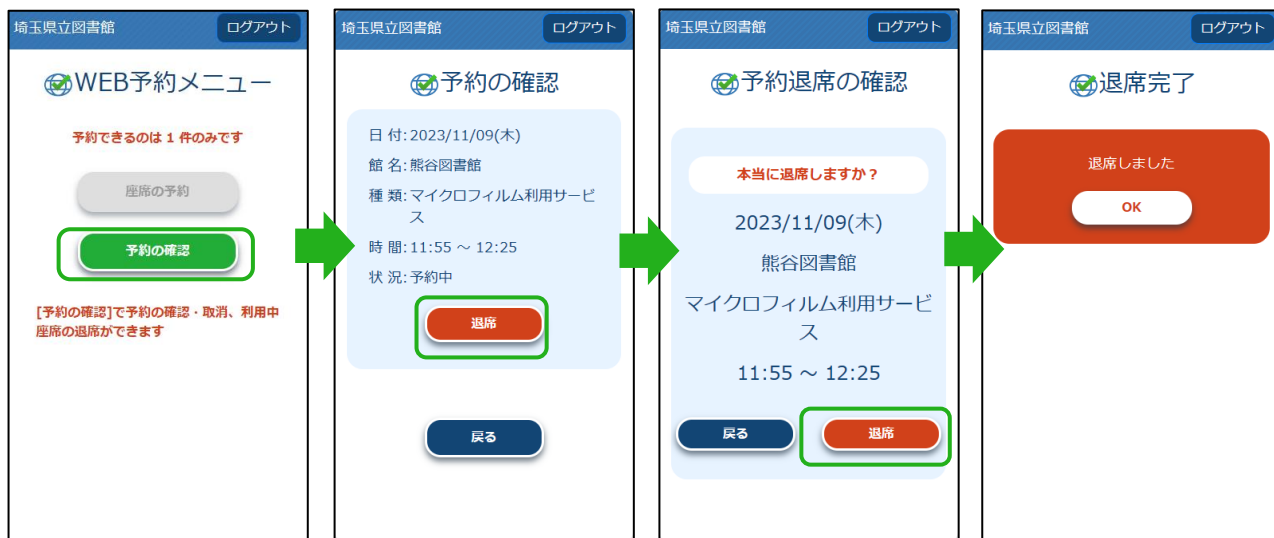 埼玉県立図書館
ログアウト
WEB予約メニュー
予約できるのは 1 件のみです
座席の予約
予約の確認
[予約の確認]で予約の確認・取消、利用中
座席の退席ができます
埼玉県立図書館
ログアウト
予約の確認
日 付:2023/11/09(木)
館 名:熊谷図書館
種 類:マイクロフィルム利用サービ
ス
時 間:11:55 ～ 12:25
状 況:予約中
退席
戻る
埼玉県立図書館
ログアウト
予約退席の確認
本当に退席しますか？
2023/11/09(木)
熊谷図書館
マイクロフィルム利用サービ
ス
11:55 ～ 12:25
戻る
退席
埼玉県立図書館
ログアウト
退席完了
退席しました
OK